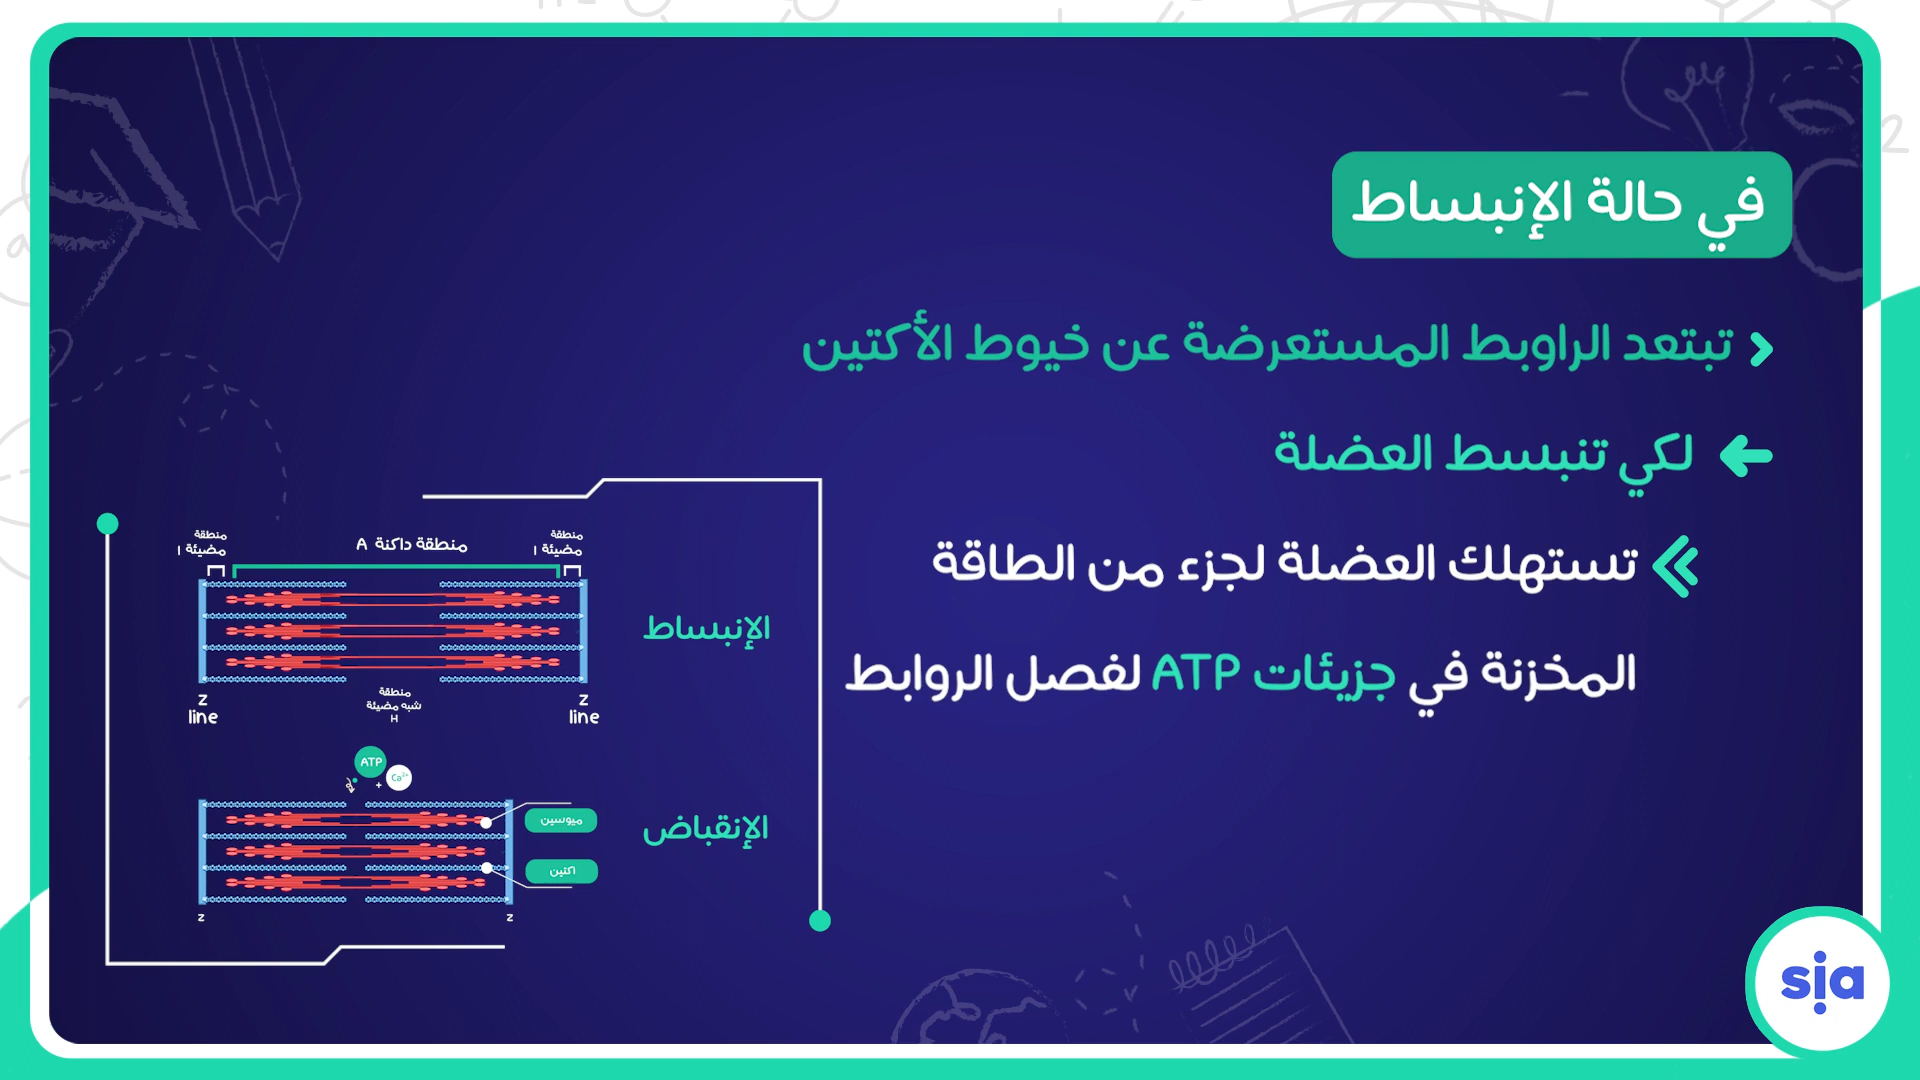 في حالة الإنبساط
تبتعد الراوبط المستعرضة عن خيوط الأكتين
لكي تنبسط العضلة
تستهلك العضلة لجزء من الطاقة
المخزنة في جزيئات ATP لفصل الروابط
منطقة
مضيئة I
منطقة داكنة A
منطقة
مضيئة I
الإنبساط
z
line
منطقة
شبه مضيئة
H
z
line
ATP
Ca²⁺
+
الإنقباض
ميوسين
اكتين
z
z
sia